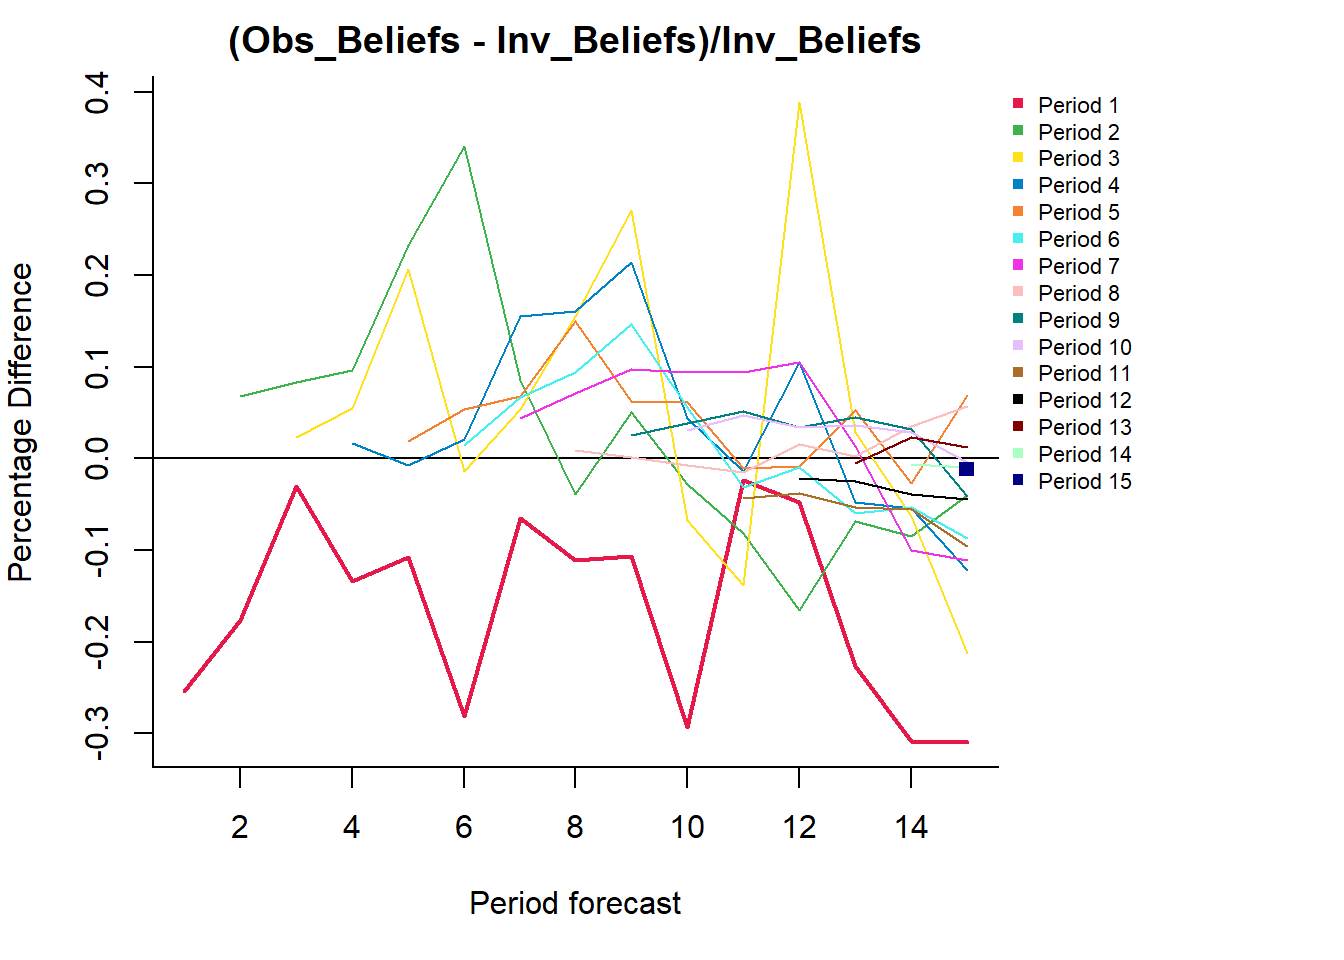 (Obs_Beliefs - Inv_Beliefs)/Inv_Beliefs
Percentage Difference
0.4
0.3
0.2
0.1
0.0
-0.1
-0.2
-0.3
2 4 6 8 10 12 14
Period forecast
Period 1
Period 2
Period 3
Period 4
Period 5
Period 6
Period 7
Period 8
Period 9
Period 10
Period 11
Period 12
Period 13
Period 14
Period 15